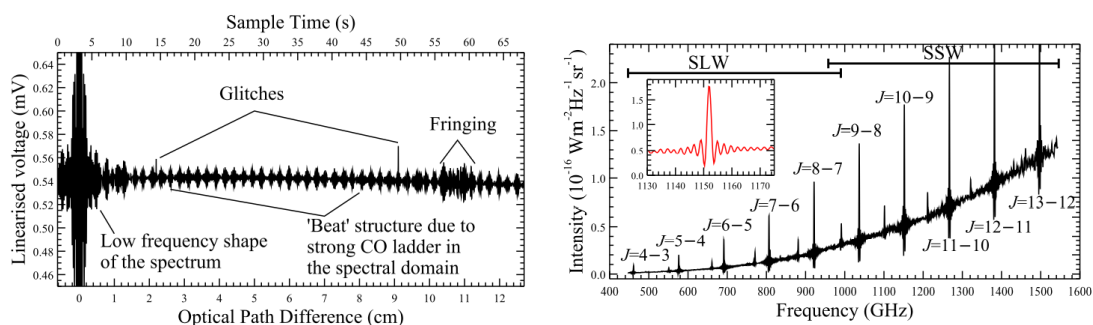 Sample Time (s)
0 5 10 15 20 25 30 35 40 45 50 55 60 65
Linearised voltage (mV)
0.64
0.62
0.60
0.58
0.56
0.54
0.52
0.50
0.48
0.46
Glitches
Fringing
Low frequency shape
of the spectrum
'Beat' structure due to
strong CO ladder in
the spectral domain
0 1 2 3 4 5 6 7 8 9 10 11 12
Optical Path Difference (cm)
Intensity (10⁻¹⁶ Wm⁻²Hz⁻¹sr⁻¹)
2.0
1.5
1.0
0.5
0.0
SLW
SSW
1.5
1.0
0.5
0.0
1130 1140 1150 1160 1170
J=4−3
J=5−4
J=6−5
J=7−6
J=8−7
J=9−8
J=10−9
J=11−10
J=12−11
J=13−12
400 500 600 700 800 900 1000 1100 1200 1300 1400 1500 1600
Frequency (GHz)